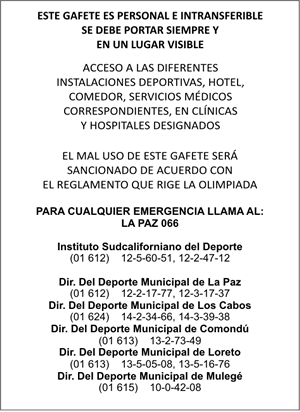 ESTE GAFETE ES PERSONAL E INTRANSFERIBLE
SE DEBE PORTAR SIEMPRE Y
EN UN LUGAR VISIBLE
ACCESO A LAS DIFERENTES
INSTALACIONES DEPORTIVAS, HOTEL,
COMEDOR, SERVICIOS MÉDICOS
CORRESPONDIENTES, EN CLÍNICAS
Y HOSPITALES DESIGNADOS
EL MAL USO DE ESTE GAFETE SERÁ
SANCIONADO DE ACUERDO CON
EL REGLAMENTO QUE RIGE LA OLIMPIADA
PARA CUALQUIER EMERGENCIA LLAMA AL:
LA PAZ 066
Instituto Sudcaliforniano del Deporte
(01 612) 12-5-60-51, 12-2-47-12
Dir. Del Deporte Municipal de La Paz
(01 612) 12-2-17-77, 12-3-17-37
Dir. Del Deporte Municipal de Los Cabos
(01 624) 14-2-34-66, 14-3-39-38
Dir. Del Deporte Municipal de Comondú
(01 613) 13-2-73-49
Dir. Del Deporte Municipal de Loreto
(01 613) 13-5-05-08, 13-5-16-76
Dir. Del Deporte Municipal de Mulegé
(01 615) 10-0-42-08